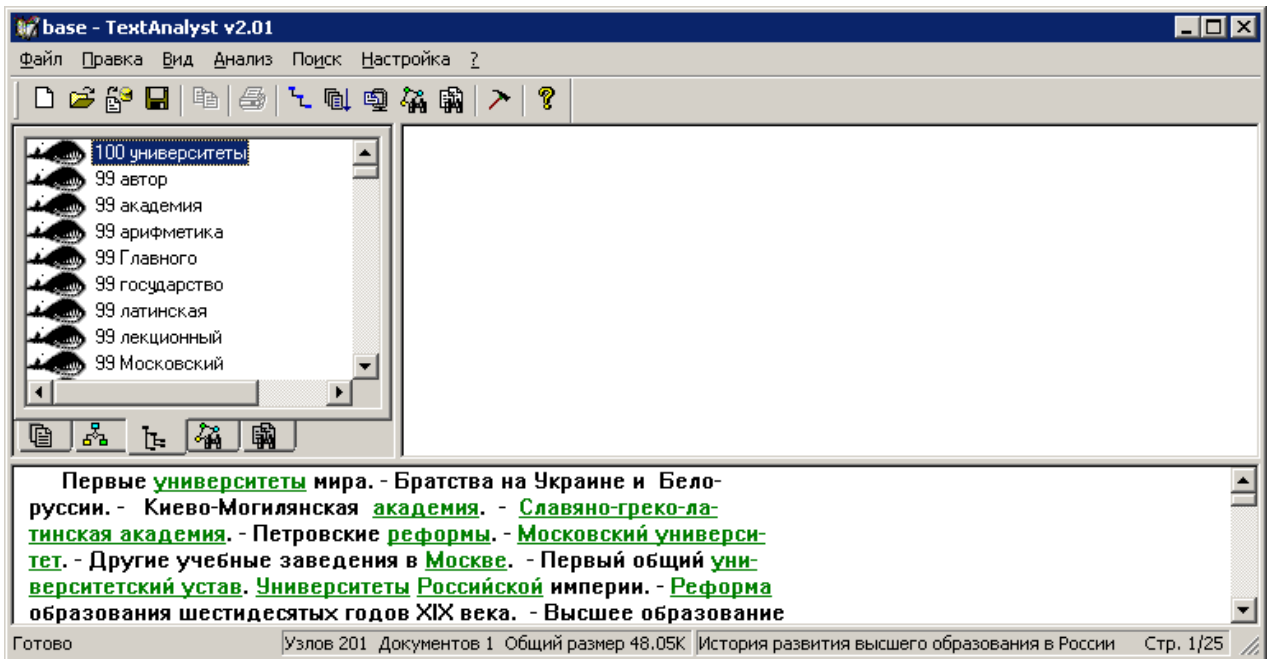 base - TextAnalyst v2.01
Файл Правка Вид Анализ Поиск Настройка ?
100 университеты
99 автор
99 академия
99 арифметика
99 Главного
99 государство
99 латинская
99 лекционный
99 Московский
Первые университеты мира. - Братства на Украине и Бело-
руссии. - Киево-Могилянская академия. - Славяно-греко-ла-
тинская академия. - Петровские реформы. - Московский универси-
тет. - Другие учебные заведения в Москве. - Первый общий уни-
верситетский устав. Университеты Российской империи. - Реформа
образования шестидесятых годов XIX века. - Высшее образование
Готово Узлов 201 Документов 1 Общий размер 48.05K История развития высшего образования в России Стр. 1/25